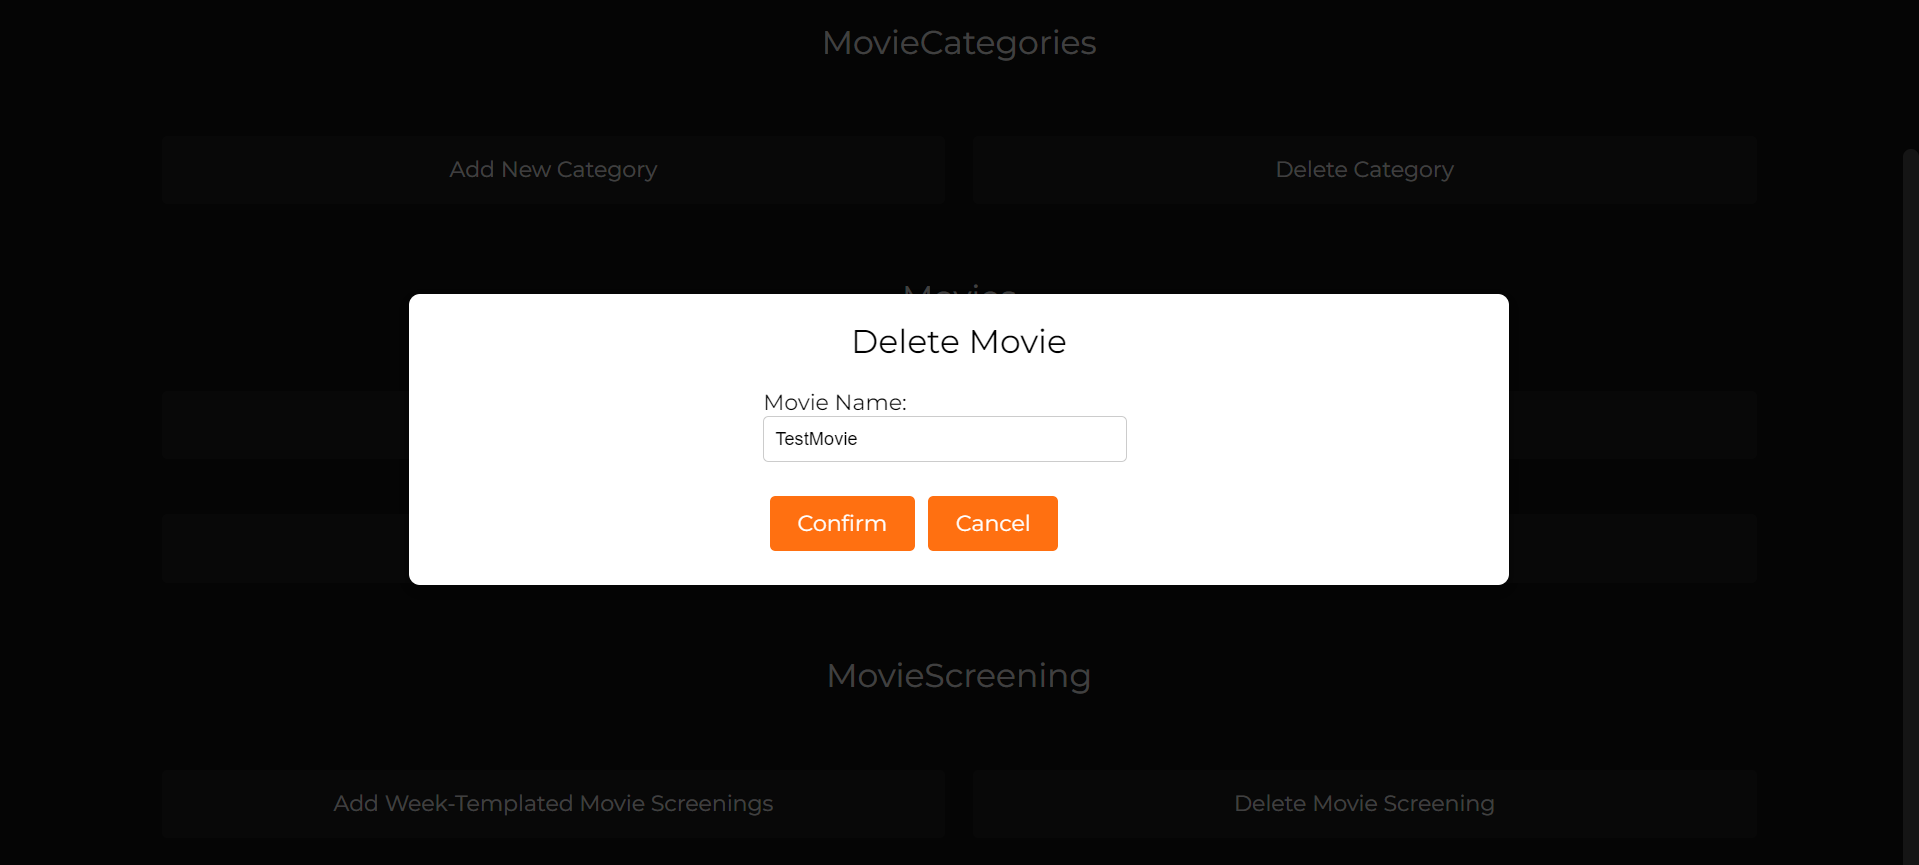 MovieCategories
Add New Category
Delete Category
Movies
Delete Movie
Movie Name:
TestMovie
Confirm
Cancel
MovieScreening
Add Week-Templated Movie Screenings
Delete Movie Screening